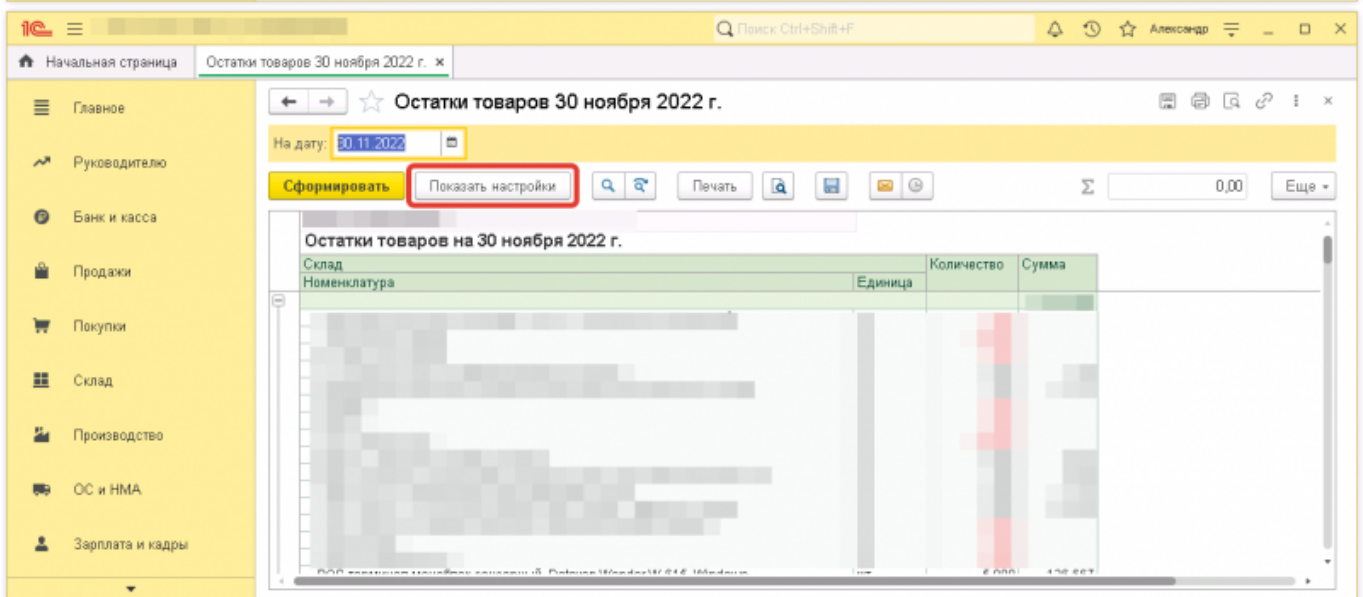 1С
Поиск Ctrl+Shift+F
Александр
Начальная страница
Остатки товаров 30 ноября 2022 г.
Главное
Руководителю
Банк и касса
Продажи
Покупки
Склад
Производство
ОС и НМА
Зарплата и кадры
Остатки товаров 30 ноября 2022 г.
На дату: 30.11.2022
Сформировать
Показать настройки
Печать
Σ
0,00
Еще
Остатки товаров на 30 ноября 2022 г.
Склад
Количество
Сумма
Номенклатура
Единица